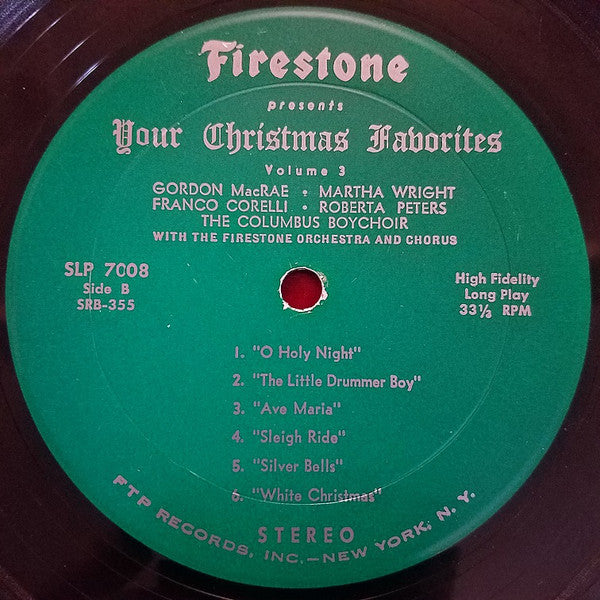 Firestone
presents
Your Christmas Favorites
Volume 3
GORDON MacRAE • MARTHA WRIGHT
FRANCO CORELLI • ROBERTA PETERS
THE COLUMBUS BOYCHOIR
WITH THE FIRESTONE ORCHESTRA AND CHORUS
SLP 7008
Side B
SRB-355
High Fidelity
Long Play
33⅓ RPM
1. "O Holy Night"
2. "The Little Drummer Boy"
3. "Ave Maria"
4. "Sleigh Ride"
5. "Silver Bells"
6. "White Christmas"
STEREO
FTP RECORDS, INC.—NEW YORK, N. Y.